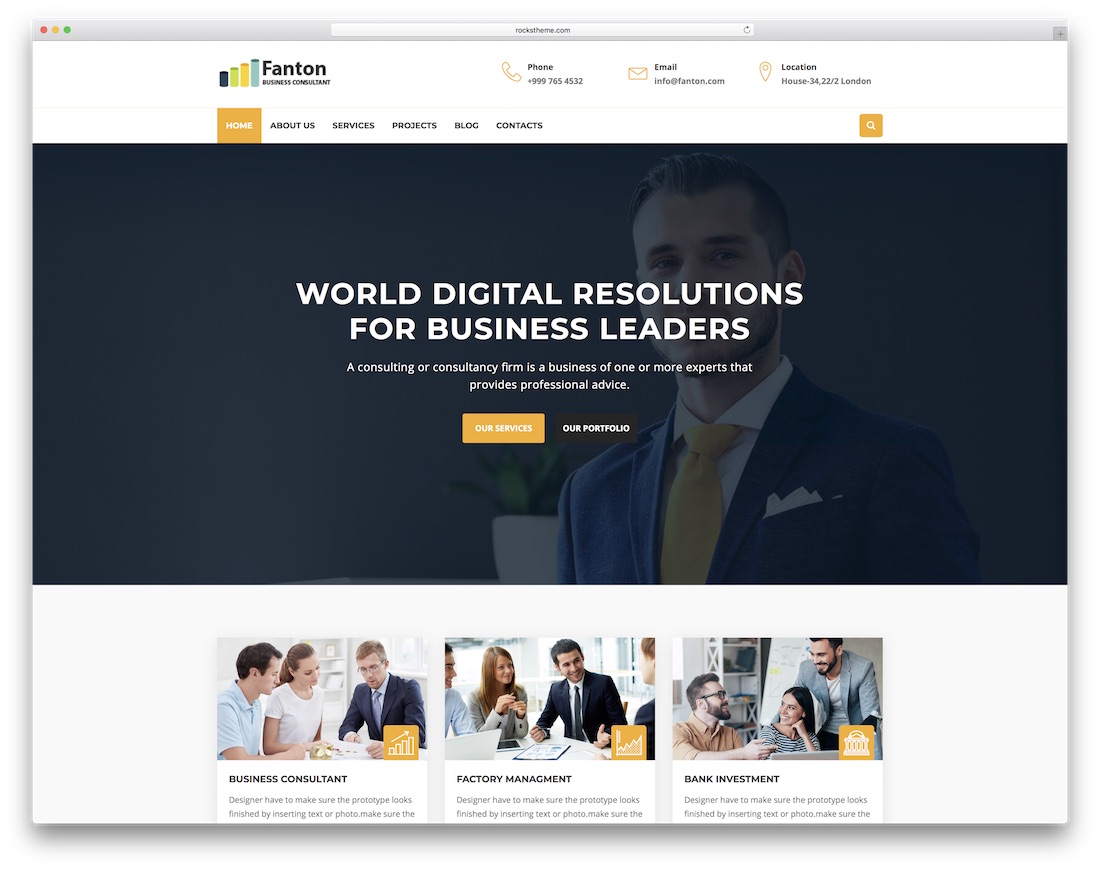 rockstheme.com
Fanton
BUSINESS CONSULTANT
Phone
+999 765 4532
Email
info@fanton.com
Location
House-34,22/2 London
HOME
ABOUT US
SERVICES
PROJECTS
BLOG
CONTACTS
WORLD DIGITAL RESOLUTIONS
FOR BUSINESS LEADERS
A consulting or consultancy firm is a business of one or more experts that
provides professional advice.
OUR SERVICES
OUR PORTFOLIO
BUSINESS CONSULTANT
Designer have to make sure the prototype looks
finished by inserting text or photo.make sure the
FACTORY MANAGMENT
Designer have to make sure the prototype looks
finished by inserting text or photo.make sure the
BANK INVESTMENT
Designer have to make sure the prototype looks
finished by inserting text or photo.make sure the